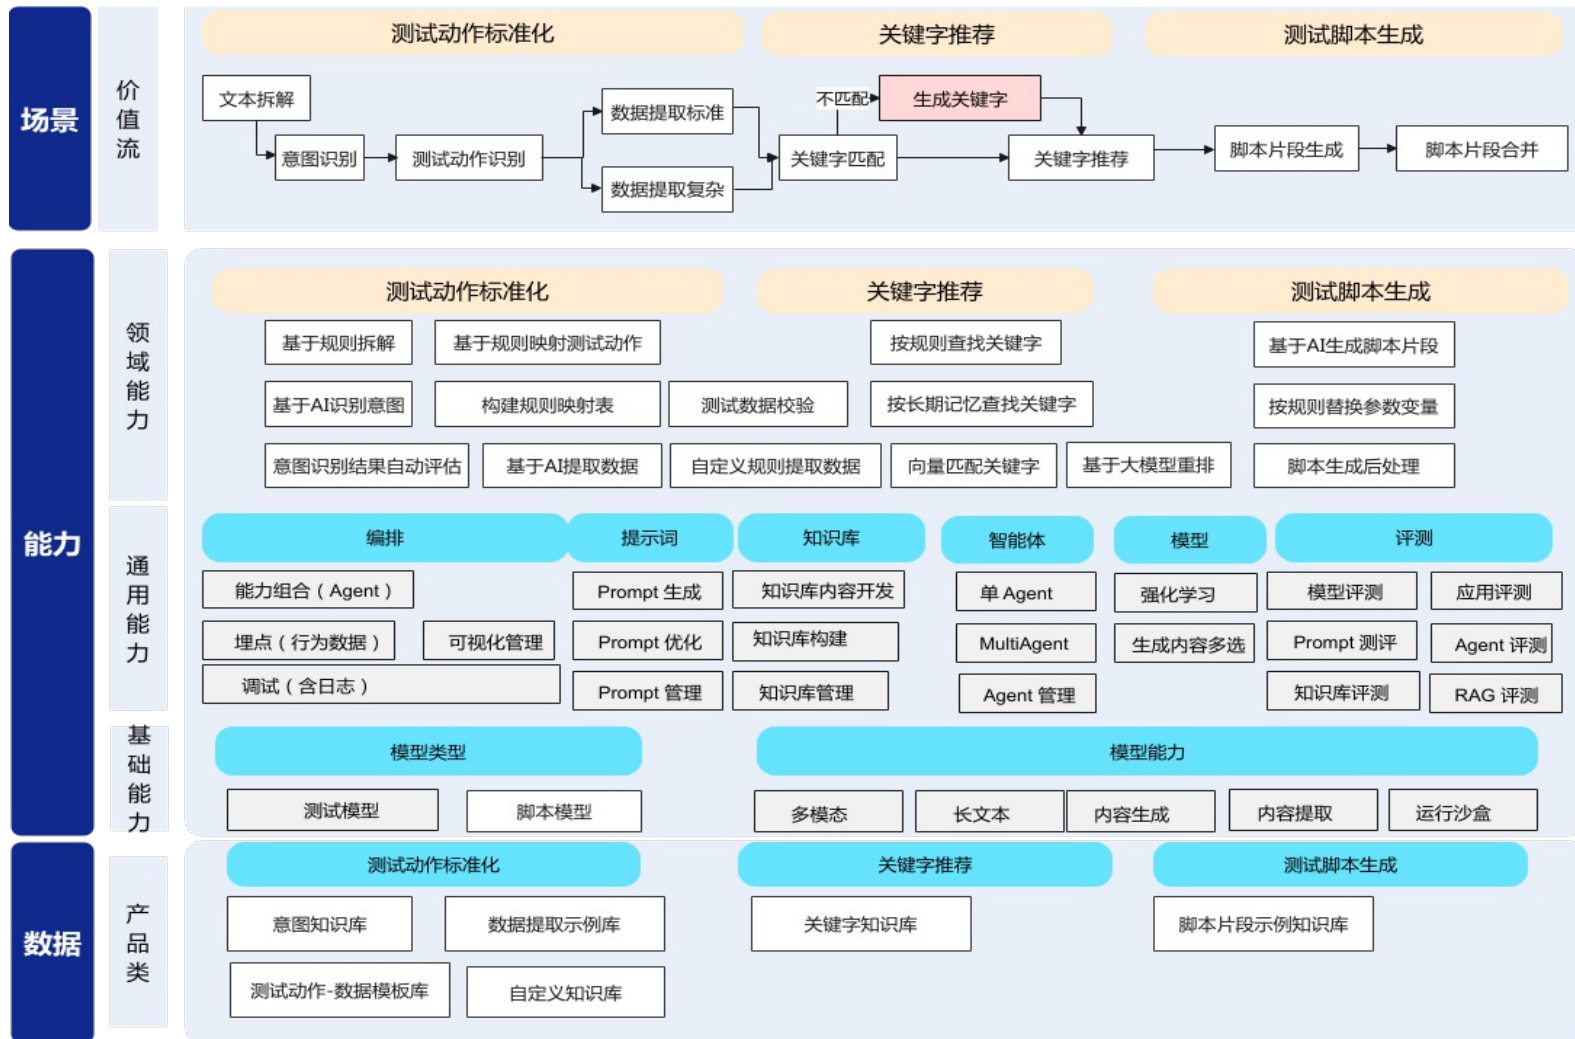 场景
价值流
测试动作标准化
关键字推荐
测试脚本生成
文本拆解
意图识别
测试动作识别
数据提取标准
数据提取复杂
不匹配
生成关键字
关键字匹配
关键字推荐
脚本片段生成
脚本片段合并
能力
领域能力
测试动作标准化
关键字推荐
测试脚本生成
基于规则拆解
基于规则映射测试动作
按规则查找关键字
基于AI生成脚本片段
基于AI识别意图
构建规则映射表
测试数据校验
按长期记忆查找关键字
按规则替换参数变量
意图识别结果自动评估
基于AI提取数据
自定义规则提取数据
向量匹配关键字
基于大模型重排
脚本生成后处理
通用能力
编排
提示词
知识库
智能体
模型
评测
能力组合（Agent）
Prompt 生成
知识库内容开发
单 Agent
强化学习
模型评测
应用评测
埋点（行为数据）
可视化管理
Prompt 优化
知识库构建
MultiAgent
生成内容多选
Prompt 测评
Agent 评测
调试（含日志）
Prompt 管理
知识库管理
Agent 管理
知识库评测
RAG 评测
基础能力
模型类型
模型能力
测试模型
脚本模型
多模态
长文本
内容生成
内容提取
运行沙盒
数据
产品类
测试动作标准化
关键字推荐
测试脚本生成
意图知识库
数据提取示例库
关键字知识库
脚本片段示例知识库
测试动作-数据模板库
自定义知识库